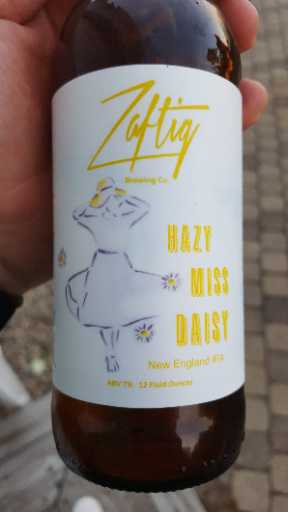 Zaftig
Brewing Co.
HAZY
MISS
DAISY
New England IPA
ABV 7% 12 Fluid Ounces